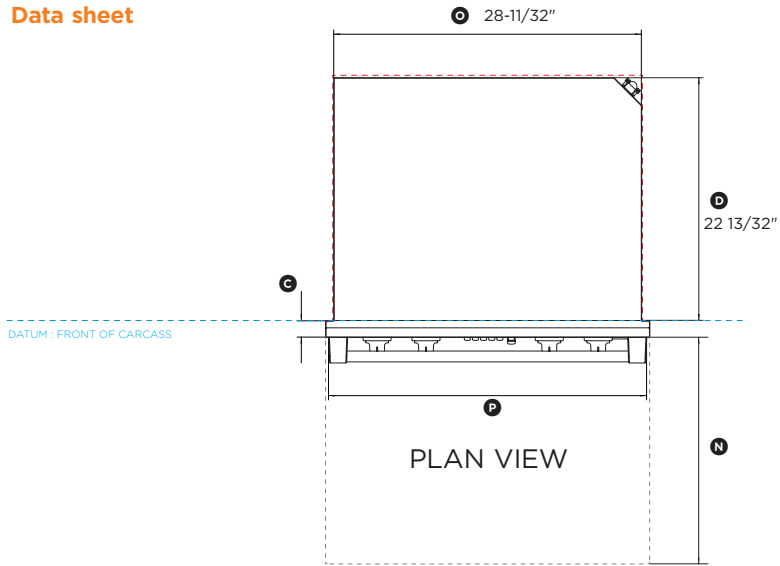 Data sheet
O 28-11/32"
D
22 13/32"
C
DATUM : FRONT OF CARCASS
P
N
PLAN VIEW